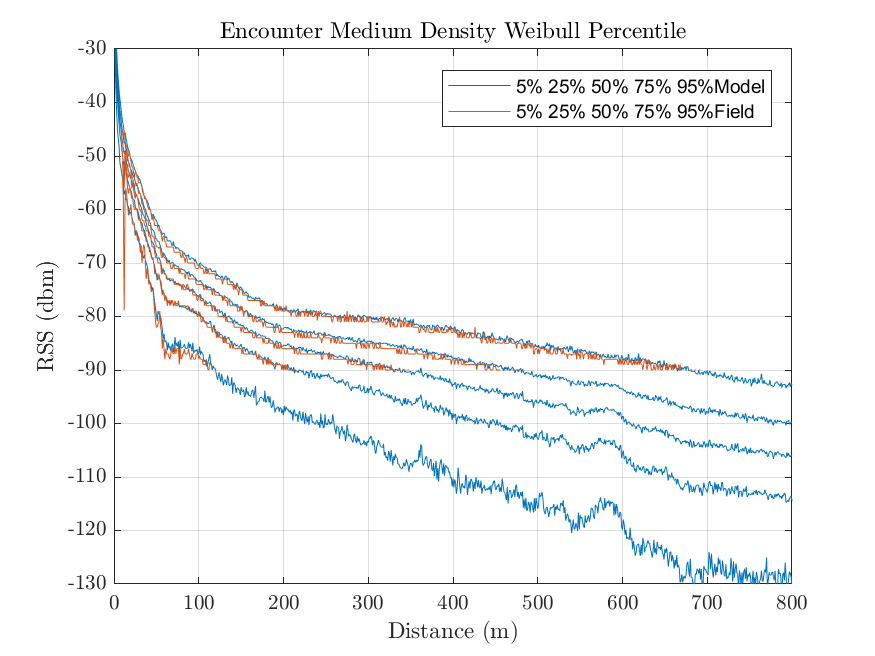 Encounter Medium Density Weibull Percentile
5% 25% 50% 75% 95%Model
5% 25% 50% 75% 95%Field
-30
-40
-50
-60
-70
-80
-90
-100
-110
-120
-130
RSS (dbm)
0 100 200 300 400 500 600 700 800
Distance (m)